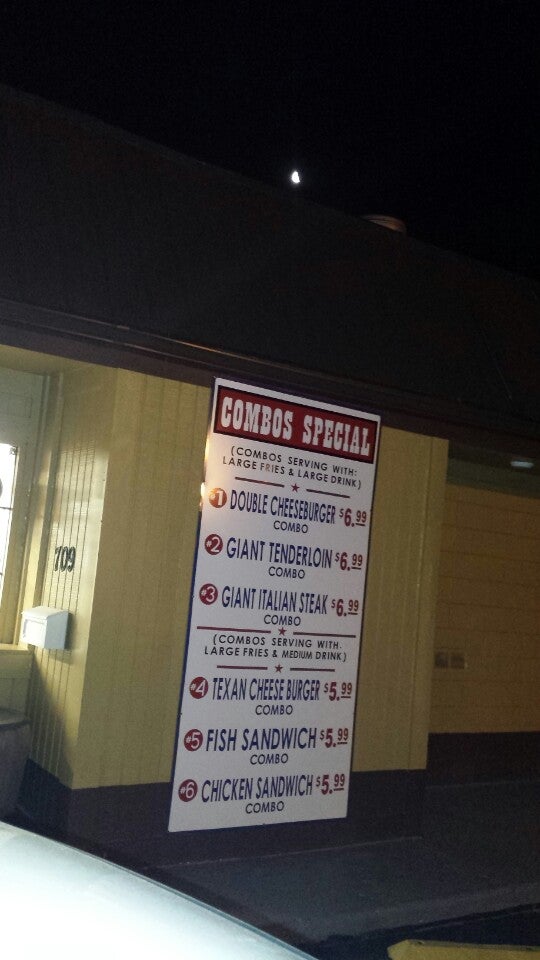 COMBOS SPECIAL
(COMBOS SERVING WITH:
LARGE FRIES & LARGE DRINK)
#1 DOUBLE CHEESEBURGER $6.99
COMBO
#2 GIANT TENDERLOIN $6.99
COMBO
#3 GIANT ITALIAN STEAK $6.99
COMBO
(COMBOS SERVING WITH:
LARGE FRIES & MEDIUM DRINK)
#4 TEXAN CHEESE BURGER $5.99
COMBO
#5 FISH SANDWICH $5.99
COMBO
#6 CHICKEN SANDWICH $5.99
COMBO
709